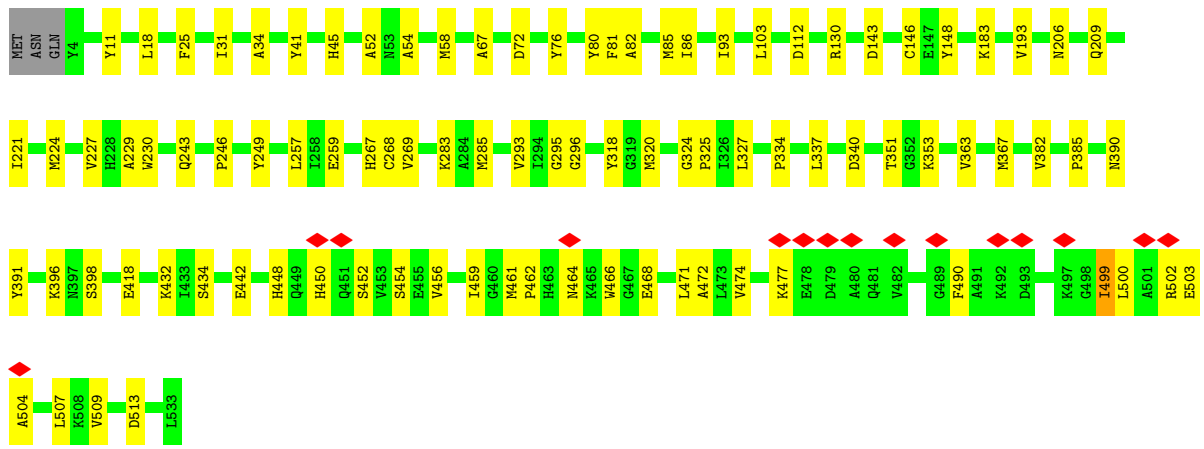 MET ASN GLN Y4 Y11 L18 F25 I31 A34 Y41 H45 A52 N53 A54 M58 A67 D72 Y76 Y80 F81 A82 M85 I86 I93 L103 D112 R130 D143 C146 E147 Y148 K183 V193 N206 Q209
I221 M224 V227 H228 A229 W230 Q243 P246 Y249 L257 I258 E259 H267 C268 V269 K283 A284 M285 V293 I294 G295 G296 Y318 G319 M320 G324 P325 I326 L327 P334 L337 D340 T351 G352 K353 V363 M367 V382 P385 N390
Y391 K396 N397 S398 E418 K432 I433 S434 E442 H448 Q449 H450 Q451 S452 V453 S454 E455 V456 I459 G460 M461 P462 H463 N464 K465 W466 G467 E468 L471 A472 L473 V474 K477 E478 D479 A480 Q481 V482 G489 F490 A491 K492 D493 K497 G498 I499 L500 A501 R502 E503
A504 L507 K508 V509 D513 L533